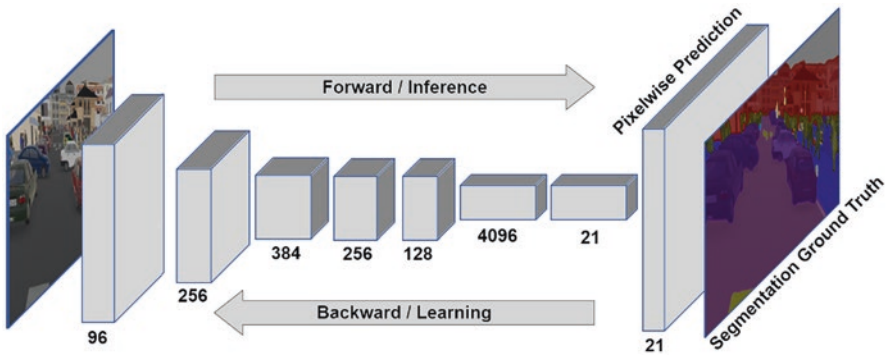 Forward / Inference
Pixelwise Prediction
96
256
384
256
128
4096
21
21
Backward / Learning
Segmentation Ground Truth